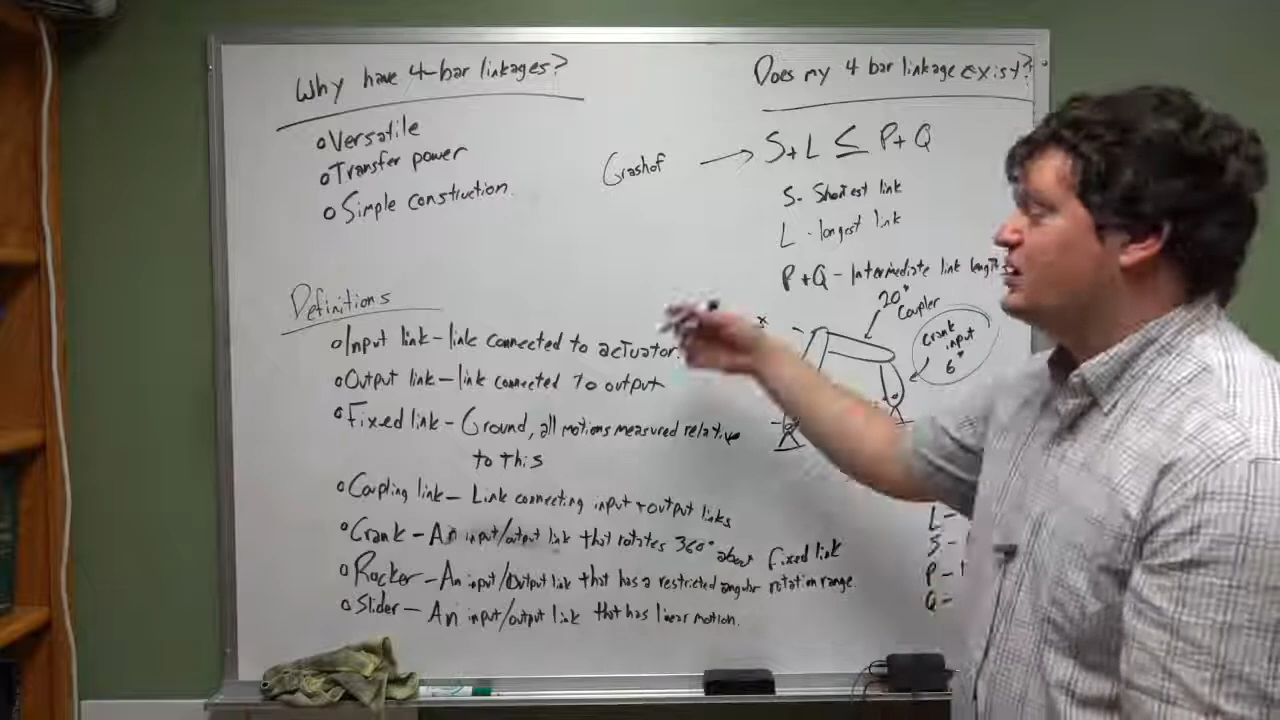 Why have 4-bar linkages?
o Versatile
o Transfer power
o Simple construction.
Definitions
o Input link - link connected to actuator.
o Output link - link connected to output
o Fixed link - Ground, all motions measured relative
to this
o Coupling link - Link connecting input + output links
o Crank - An input/output link that rotates 360° about fixed link
o Rocker - An input/output link that has a restricted angular rotation range.
o Slider - An input/output link that has linear motion.
Does my 4 bar linkage exist?
Grashof → S+L ≤ P+Q
S - Shortest link
L - longest link
P+Q - Intermediate link lengths
20"
Coupler
Crank
input
6"
x
L -
S -
P -
Q -